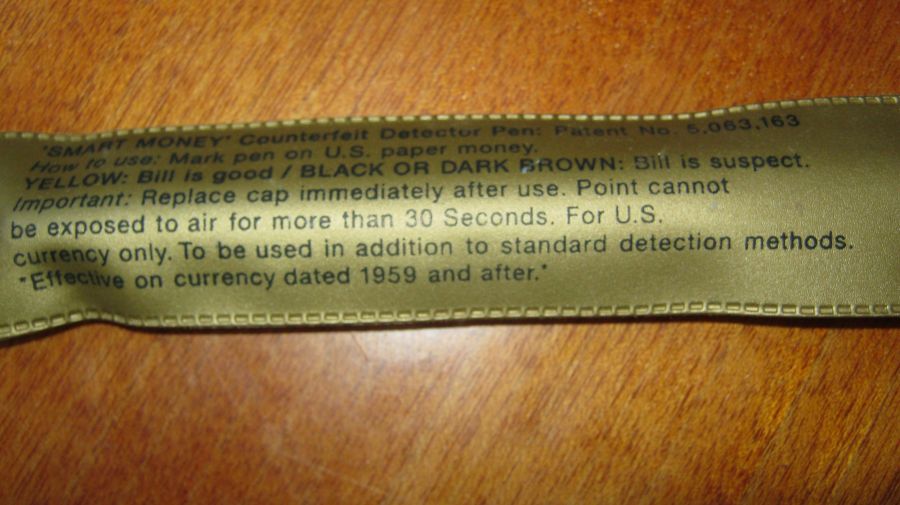 "SMART MONEY" Counterfeit Detector Pen: Patent No. 5,063,163
How to use: Mark pen on U.S. paper money.
YELLOW: Bill is good / BLACK OR DARK BROWN: Bill is suspect.
Important: Replace cap immediately after use. Point cannot
be exposed to air for more than 30 Seconds. For U.S.
currency only. To be used in addition to standard detection methods.
"Effective on currency dated 1959 and after."